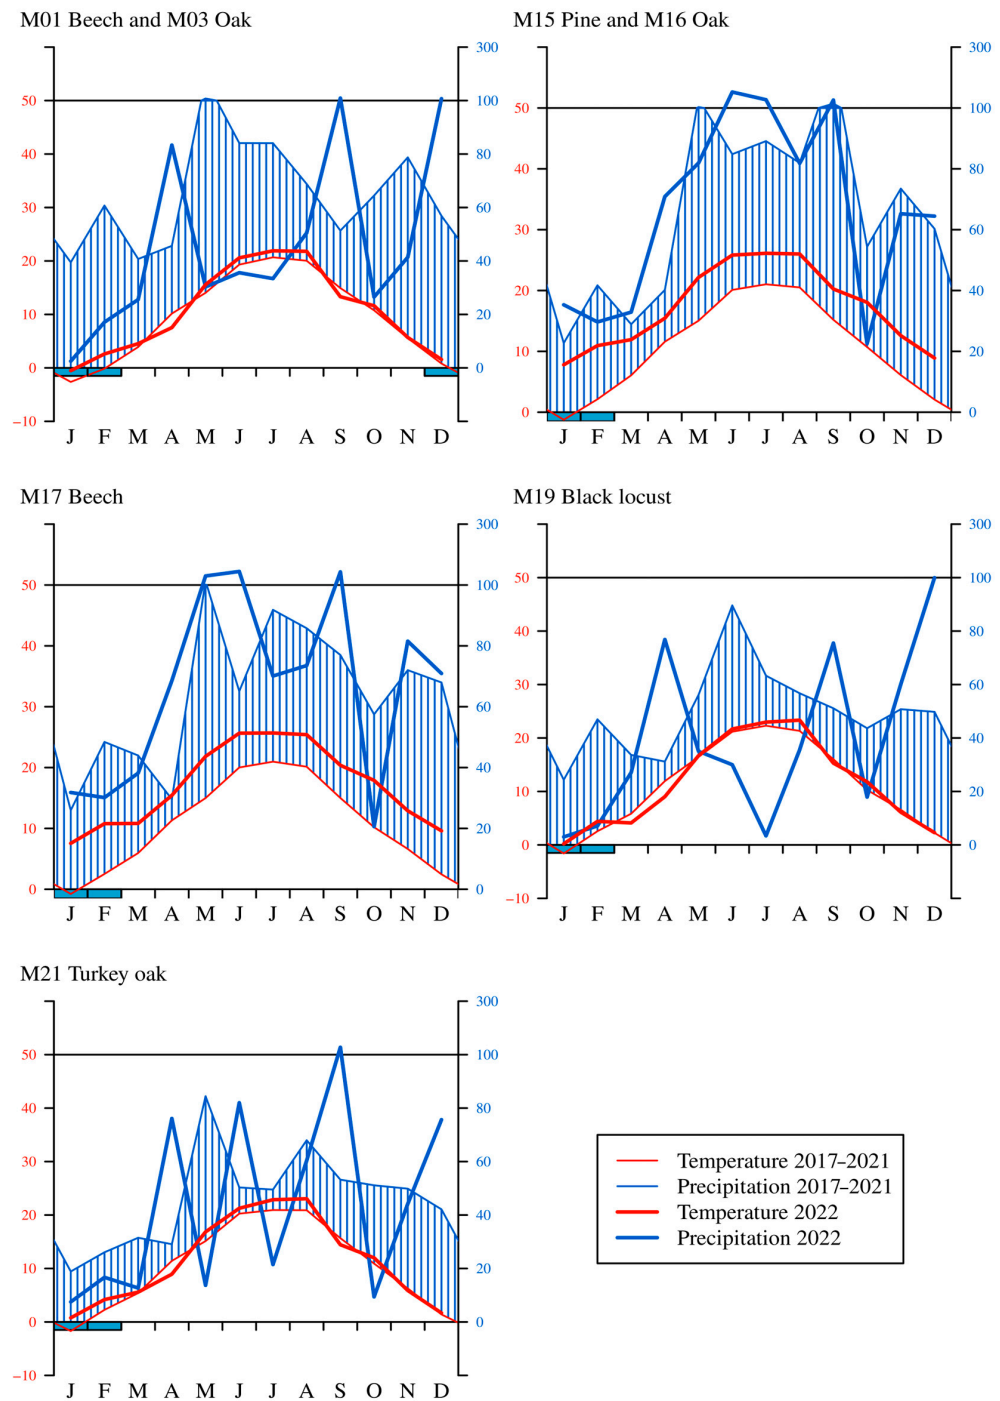 M01 Beech and M03 Oak
300
50 100
40 80
30 60
20 40
10 20
0 0
−10
J F M A M J J A S O N D
M15 Pine and M16 Oak
300
50 100
40 80
30 60
20 40
10 20
0 0
J F M A M J J A S O N D
M17 Beech
300
50 100
40 80
30 60
20 40
10 20
0 0
J F M A M J J A S O N D
M19 Black locust
300
50 100
40 80
30 60
20 40
10 20
0 0
−10
J F M A M J J A S O N D
M21 Turkey oak
300
50 100
40 80
30 60
20 40
10 20
0 0
−10
J F M A M J J A S O N D
Temperature 2017–2021
Precipitation 2017–2021
Temperature 2022
Precipitation 2022